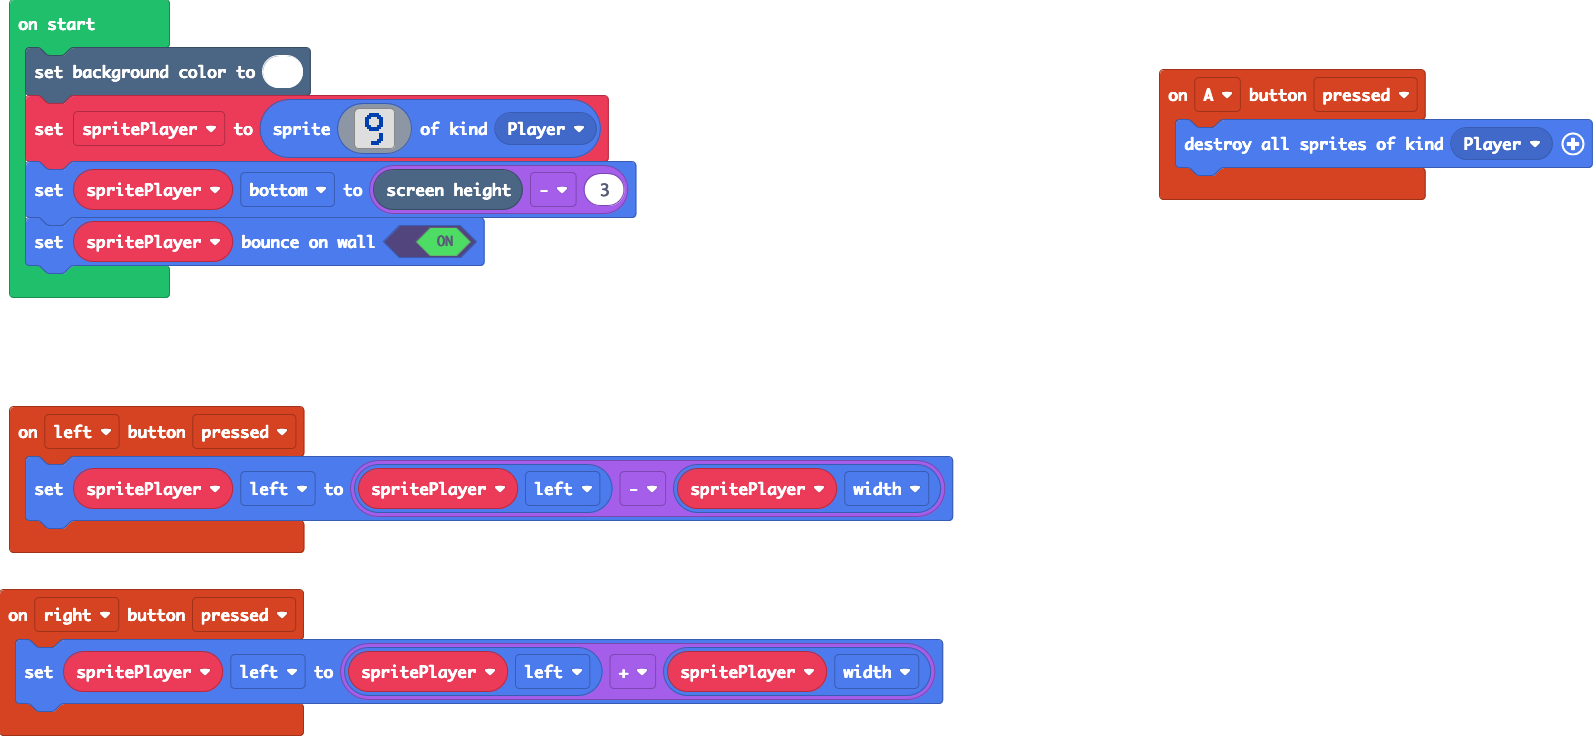 on start
set background color to
set spritePlayer to sprite of kind Player
set spritePlayer bottom to screen height - 3
set spritePlayer bounce on wall ON
on A button pressed
destroy all sprites of kind Player +
on left button pressed
set spritePlayer left to spritePlayer left - spritePlayer width
on right button pressed
set spritePlayer left to spritePlayer left + spritePlayer width